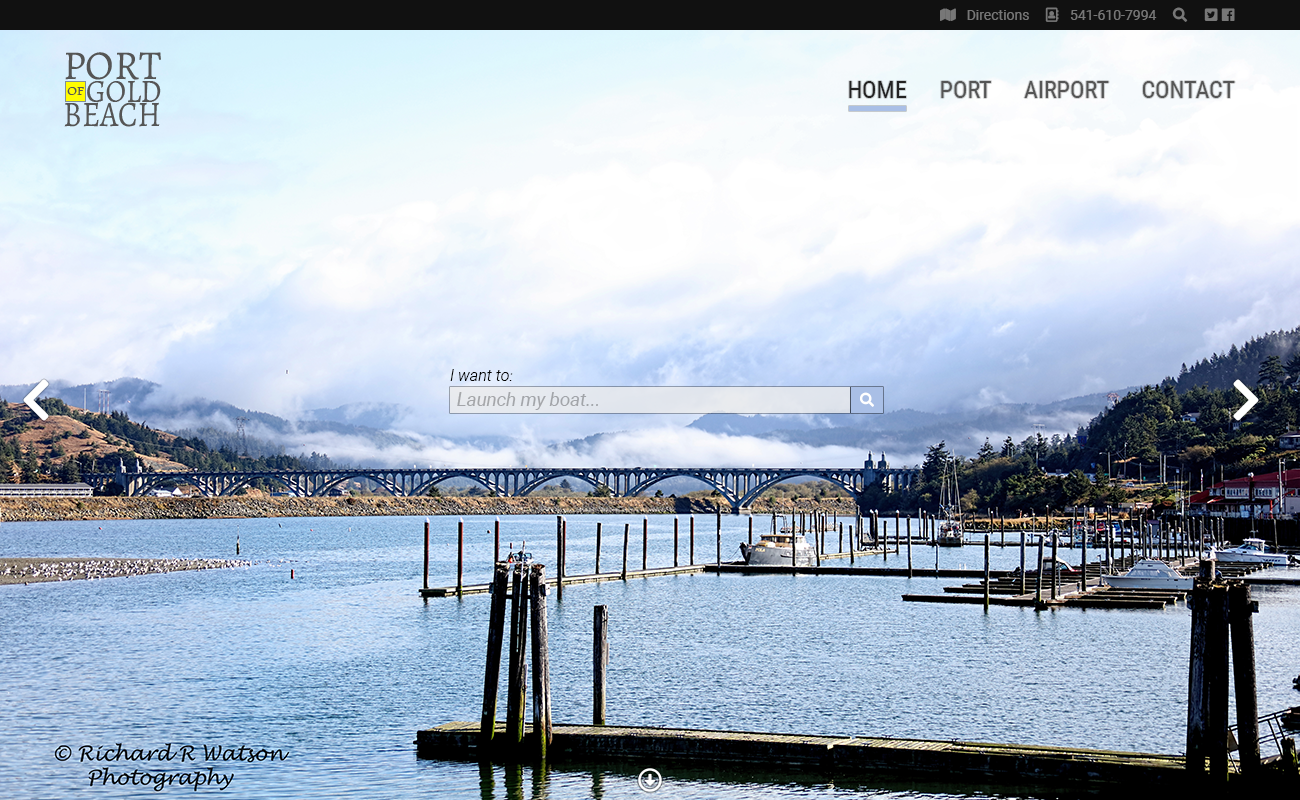 Directions 541-610-7994
PORT
OF GOLD
BEACH
HOME PORT AIRPORT CONTACT
I want to:
Launch my boat...
© Richard R Watson
Photography